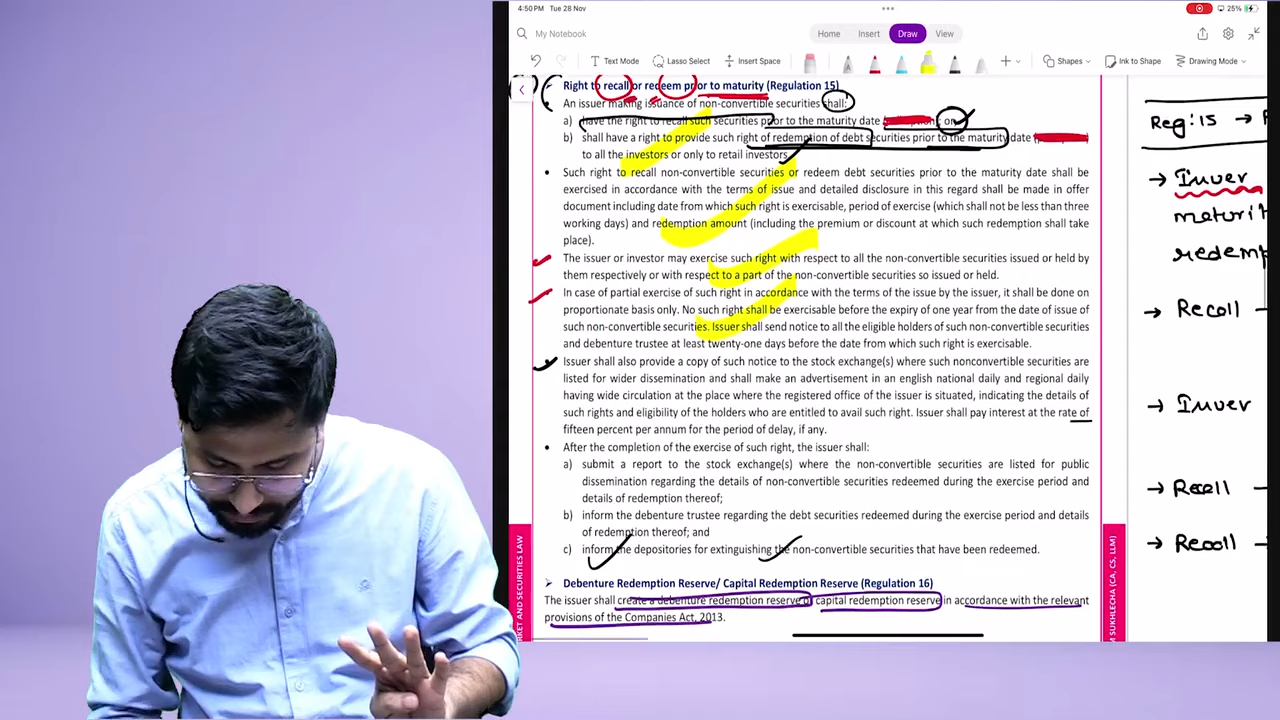 4:50 PM Tue 28 Nov
25%
My Notebook
Home Insert Draw View
Text Mode Lasso Select Insert Space Shapes Ink to Shape Drawing Mode
Right to recall or redeem prior to maturity (Regulation 15)
An issuer making issuance of non-convertible securities shall:
a) have the right to recall such securities prior to the maturity date
b) shall have a right to provide such right of redemption of debt securities prior to the maturity date
to all the investors or only to retail investors
Such right to recall non-convertible securities or redeem debt securities prior to the maturity date shall be
exercised in accordance with the terms of issue and detailed disclosure in this regard shall be made in offer
document including date from which such right is exercisable, period of exercise (which shall not be less than three
working days) and redemption amount (including the premium or discount at which such redemption shall take
place).
The issuer or investor may exercise such right with respect to all the non-convertible securities issued or held by
them respectively or with respect to a part of the non-convertible securities so issued or held.
In case of partial exercise of such right in accordance with the terms of the issue by the issuer, it shall be done on
proportionate basis only. No such right shall be exercisable before the expiry of one year from the date of issue of
such non-convertible securities. Issuer shall send notice to all the eligible holders of such non-convertible securities
and debenture trustee at least twenty-one days before the date from which such right is exercisable.
Issuer shall also provide a copy of such notice to the stock exchange(s) where such nonconvertible securities are
listed for wider dissemination and shall make an advertisement in an english national daily and regional daily
having wide circulation at the place where the registered office of the issuer is situated, indicating the details of
such rights and eligibility of the holders who are entitled to avail such right. Issuer shall pay interest at the rate of
fifteen percent per annum for the period of delay, if any.
After the completion of the exercise of such right, the issuer shall:
a) submit a report to the stock exchange(s) where the non-convertible securities are listed for public
dissemination regarding the details of non-convertible securities redeemed during the exercise period and
details of redemption thereof;
b) inform the debenture trustee regarding the debt securities redeemed during the exercise period and details
of redemption thereof; and
c) inform the depositories for extinguishing the non-convertible securities that have been redeemed.
Debenture Redemption Reserve/ Capital Redemption Reserve (Regulation 16)
The issuer shall create a debenture redemption reserve or capital redemption reserve in accordance with the relevant
provisions of the Companies Act, 2013.
RKET AND SECURITIES LAW
M SUKHLECHA (CA, CS, LLM)
Reg: 15 →
→ Inver
maturit
redemp
→ Recall -
→ Inver
→ Recall -
→ Recall -